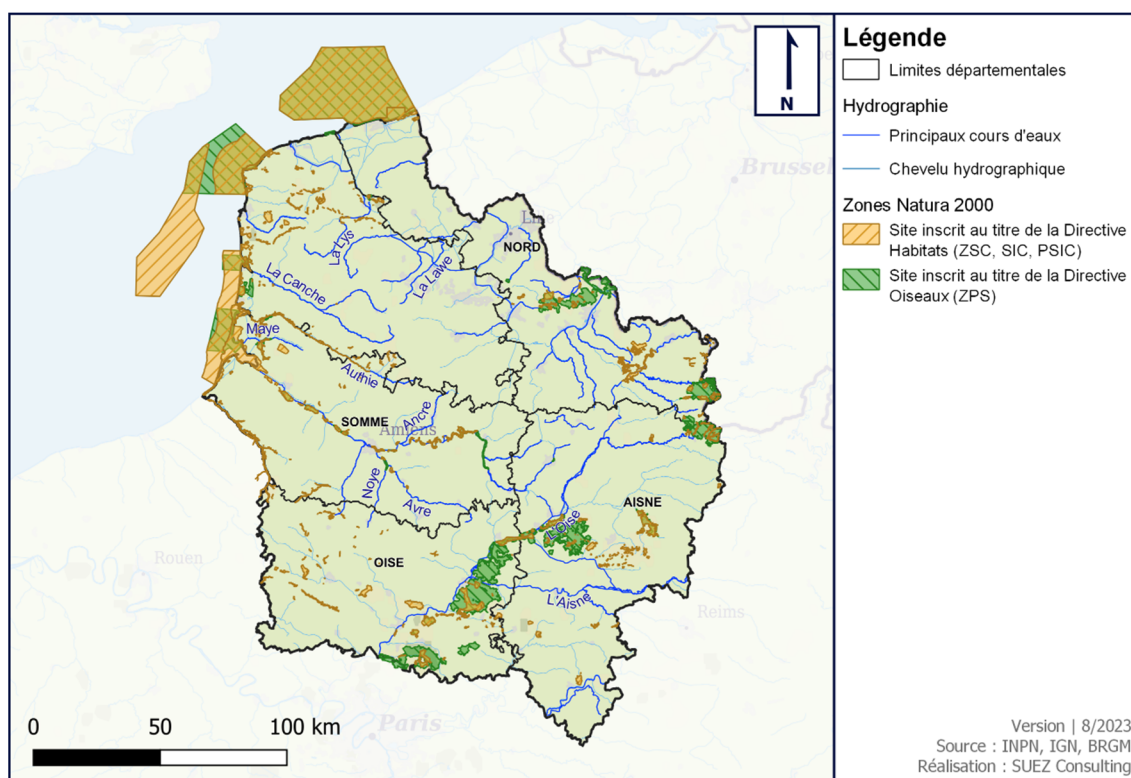 N
Brussel
Lille
NORD
La Lys
La Lawe
La Canche
Maye
Authie
Ancre
SOMME
Amiens
Noye
Avre
AISNE
L'Oise
OISE
Rouen
L'Aisne
Reims
Paris
0 50 100 km
Légende
Limites départementales
Hydrographie
Principaux cours d'eaux
Chevelu hydrographique
Zones Natura 2000
Site inscrit au titre de la Directive
Habitats (ZSC, SIC, PSIC)
Site inscrit au titre de la Directive
Oiseaux (ZPS)
Version | 8/2023
Source : INPN, IGN, BRGM
Réalisation : SUEZ Consulting